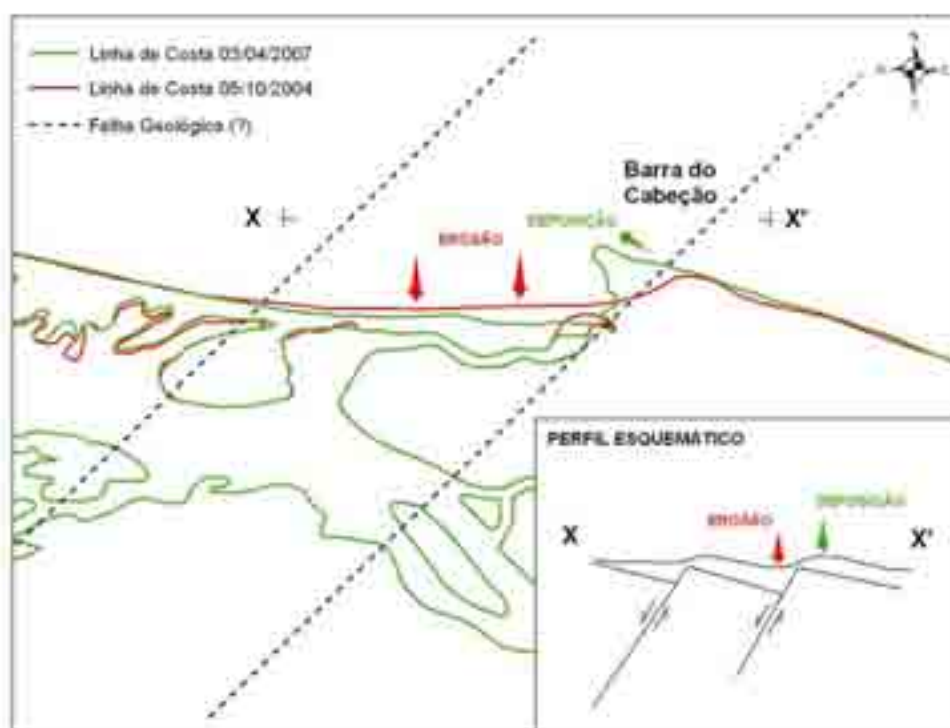 Linha de Costa 03/04/2007
Linha de Costa 05/10/2004
Falha Geológica (?)
Barra do
Cabeção
X
X'
EROSÃO
DEPOSIÇÃO
PERFIL ESQUEMÁTICO
DEPOSIÇÃO
EROSÃO
X
X'